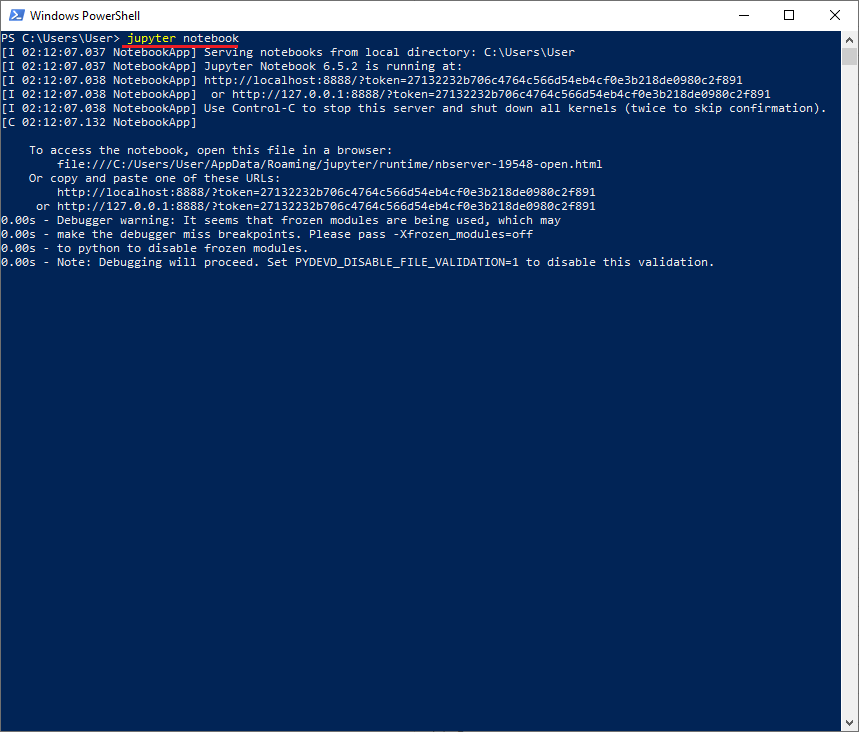 Windows PowerShell
PS C:\Users\User> jupyter notebook
[I 02:12:07.037 NotebookApp] Serving notebooks from local directory: C:\Users\User
[I 02:12:07.037 NotebookApp] Jupyter Notebook 6.5.2 is running at:
[I 02:12:07.038 NotebookApp] http://localhost:8888/?token=27132232b706c4764c566d54eb4cf0e3b218de0980c2f891
[I 02:12:07.038 NotebookApp]  or http://127.0.0.1:8888/?token=27132232b706c4764c566d54eb4cf0e3b218de0980c2f891
[I 02:12:07.038 NotebookApp] Use Control-C to stop this server and shut down all kernels (twice to skip confirmation).
[C 02:12:07.132 NotebookApp]
To access the notebook, open this file in a browser:
file:///C:/Users/User/AppData/Roaming/jupyter/runtime/nbserver-19548-open.html
Or copy and paste one of these URLs:
http://localhost:8888/?token=27132232b706c4764c566d54eb4cf0e3b218de0980c2f891
or http://127.0.0.1:8888/?token=27132232b706c4764c566d54eb4cf0e3b218de0980c2f891
0.00s - Debugger warning: It seems that frozen modules are being used, which may
0.00s - make the debugger miss breakpoints. Please pass -Xfrozen_modules=off
0.00s - to python to disable frozen modules.
0.00s - Note: Debugging will proceed. Set PYDEVD_DISABLE_FILE_VALIDATION=1 to disable this validation.